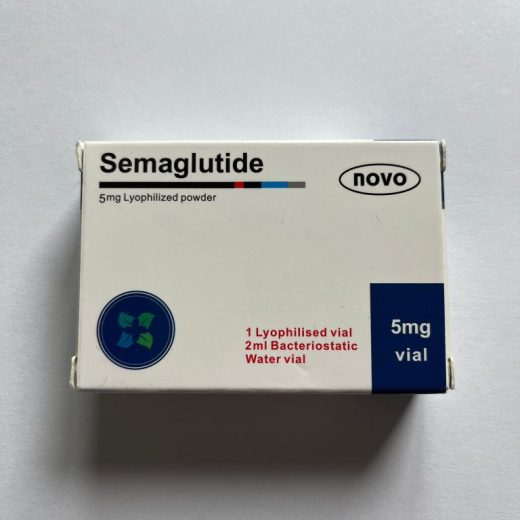 Semaglutide
novo
5mg Lyophilized powder
1 Lyophilised vial
2ml Bacteriostatic
Water vial
5mg
vial